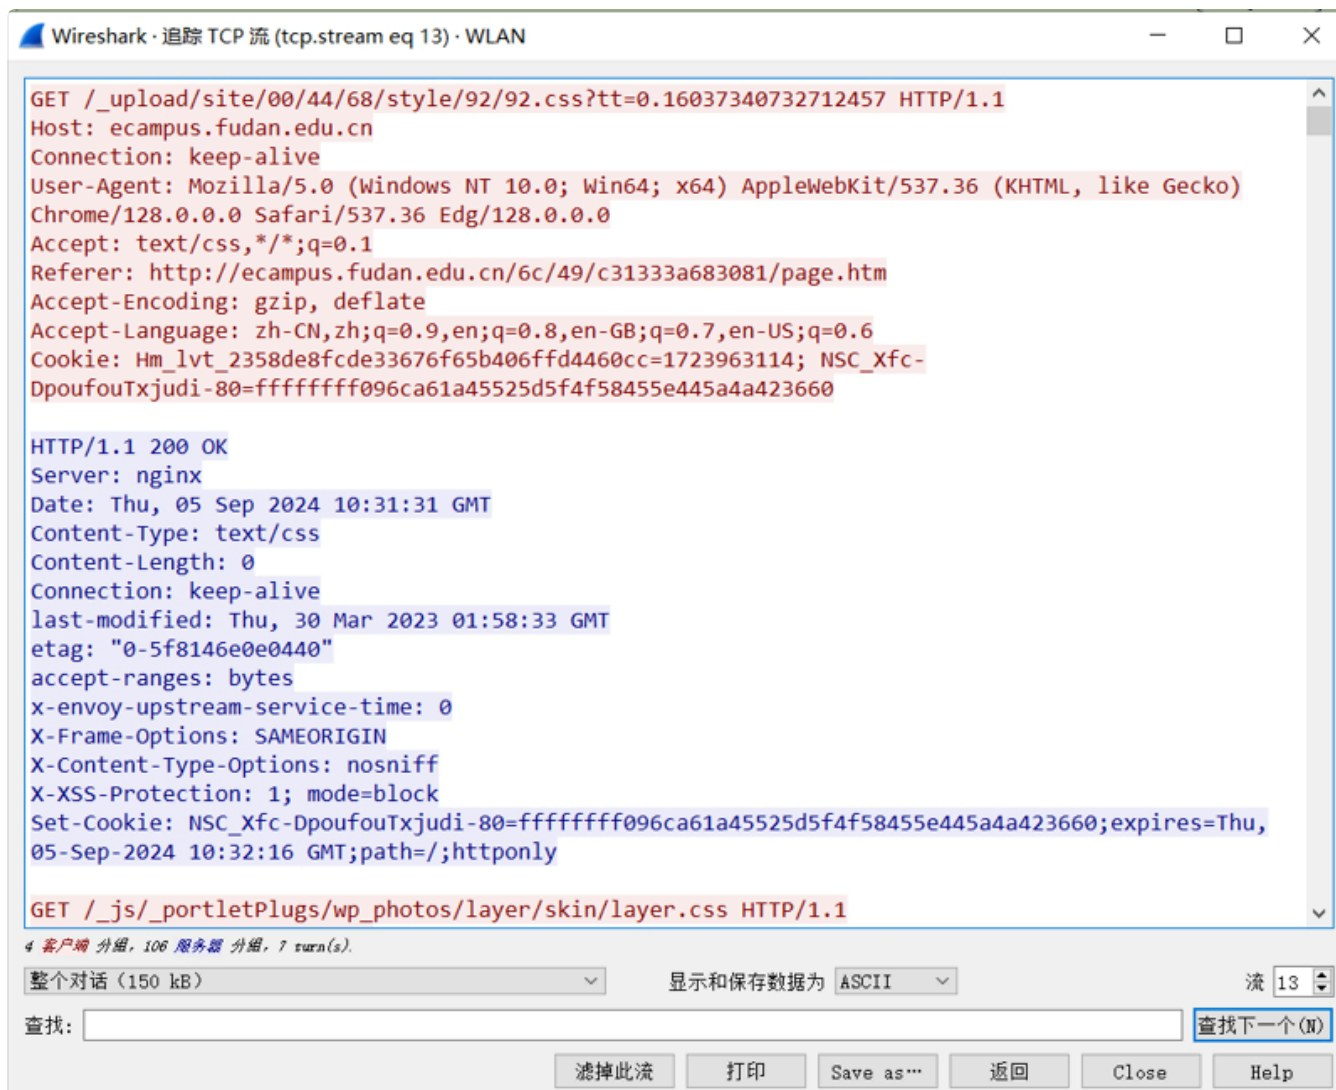 Wireshark · 追踪 TCP 流 (tcp.stream eq 13) · WLAN
GET /_upload/site/00/44/68/style/92/92.css?tt=0.16037340732712457 HTTP/1.1
Host: ecampus.fudan.edu.cn
Connection: keep-alive
User-Agent: Mozilla/5.0 (Windows NT 10.0; Win64; x64) AppleWebKit/537.36 (KHTML, like Gecko)
Chrome/128.0.0.0 Safari/537.36 Edg/128.0.0.0
Accept: text/css,*/*;q=0.1
Referer: http://ecampus.fudan.edu.cn/6c/49/c31333a683081/page.htm
Accept-Encoding: gzip, deflate
Accept-Language: zh-CN,zh;q=0.9,en;q=0.8,en-GB;q=0.7,en-US;q=0.6
Cookie: Hm_lvt_2358de8fcde33676f65b406ffd4460cc=1723963114; NSC_Xfc-
DpoufouTxjudi-80=ffffffff096ca61a45525d5f4f58455e445a4a423660
HTTP/1.1 200 OK
Server: nginx
Date: Thu, 05 Sep 2024 10:31:31 GMT
Content-Type: text/css
Content-Length: 0
Connection: keep-alive
last-modified: Thu, 30 Mar 2023 01:58:33 GMT
etag: "0-5f8146e0e0440"
accept-ranges: bytes
x-envoy-upstream-service-time: 0
X-Frame-Options: SAMEORIGIN
X-Content-Type-Options: nosniff
X-XSS-Protection: 1; mode=block
Set-Cookie: NSC_Xfc-DpoufouTxjudi-80=ffffffff096ca61a45525d5f4f58455e445a4a423660;expires=Thu,
05-Sep-2024 10:32:16 GMT;path=/;httponly
GET /_js/_portletPlugs/wp_photos/layer/skin/layer.css HTTP/1.1
4 客户端 分组, 106 服务器 分组, 7 turn(s).
整个对话 (150 kB) 显示和保存数据为 ASCII 流 13
查找: 查找下一个(N)
滤掉此流 打印 Save as… 返回 Close Help